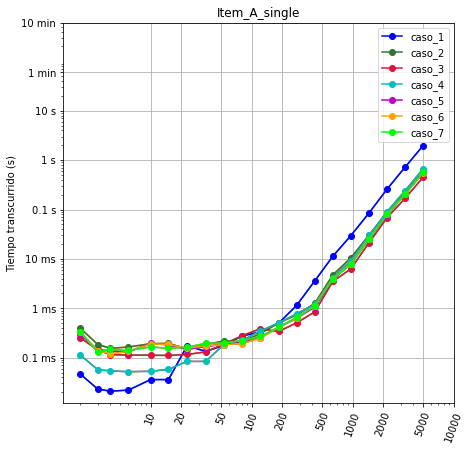 Item_A_single
10 min
1 min
10 s
1 s
0.1 s
10 ms
1 ms
0.1 ms
Tiempo transcurrido (s)
caso_1
caso_2
caso_3
caso_4
caso_5
caso_6
caso_7
10
20
50
100
200
500
1000
2000
5000
10000